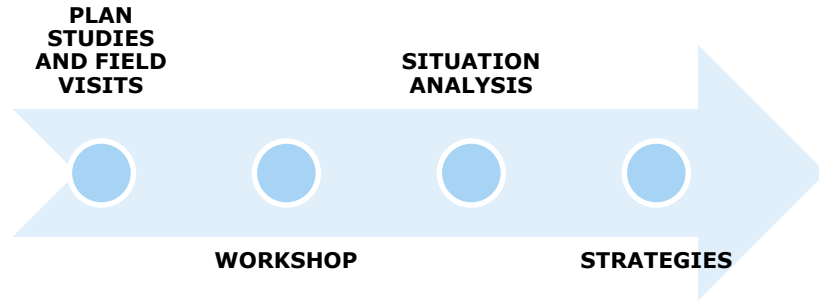 PLAN
STUDIES
AND FIELD
VISITS
WORKSHOP
SITUATION
ANALYSIS
STRATEGIES